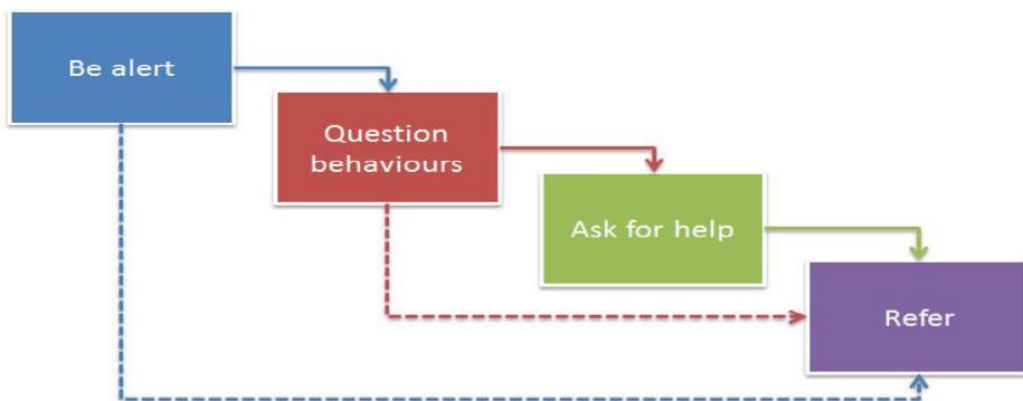 Be alert
Question
behaviours
Ask for help
Refer